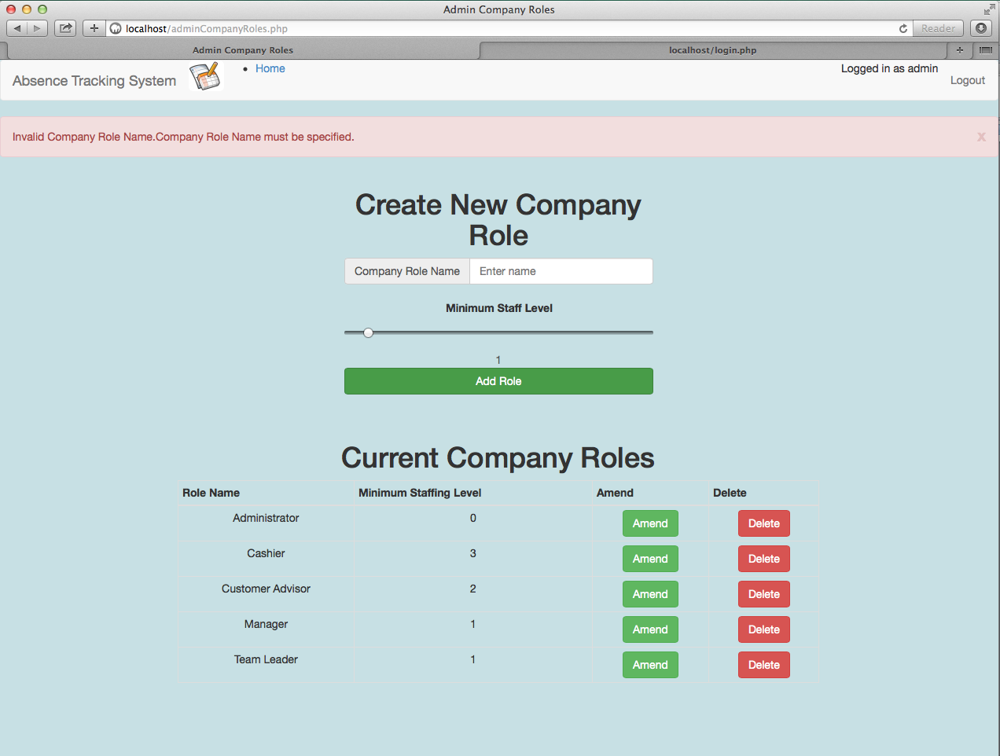 Admin Company Roles
localhost/adminCompanyRoles.php
Reader
Admin Company Roles
localhost/login.php
Absence Tracking System
Home
Logged in as admin
Logout
Invalid Company Role Name.Company Role Name must be specified.
x
Create New Company
Role
Company Role Name
Enter name
Minimum Staff Level
1
Add Role
Current Company Roles
Role Name Minimum Staffing Level Amend Delete
Administrator 0 Amend Delete
Cashier 3 Amend Delete
Customer Advisor 2 Amend Delete
Manager 1 Amend Delete
Team Leader 1 Amend Delete